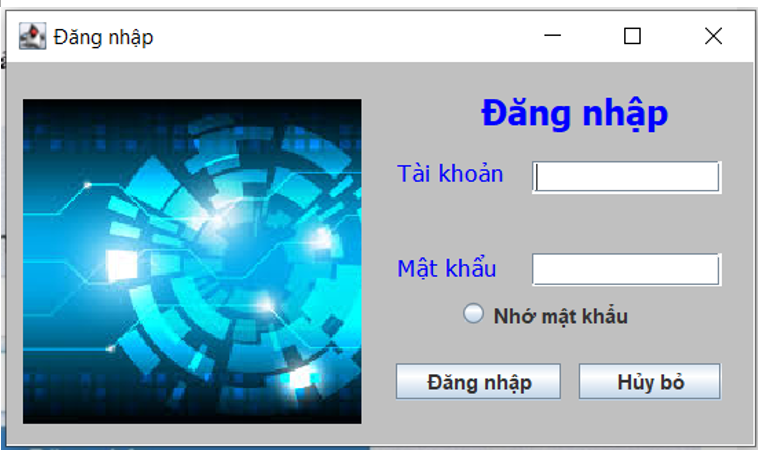 Đăng nhập
Đăng nhập
Tài khoản
Mật khẩu
Nhớ mật khẩu
Đăng nhập
Hủy bỏ